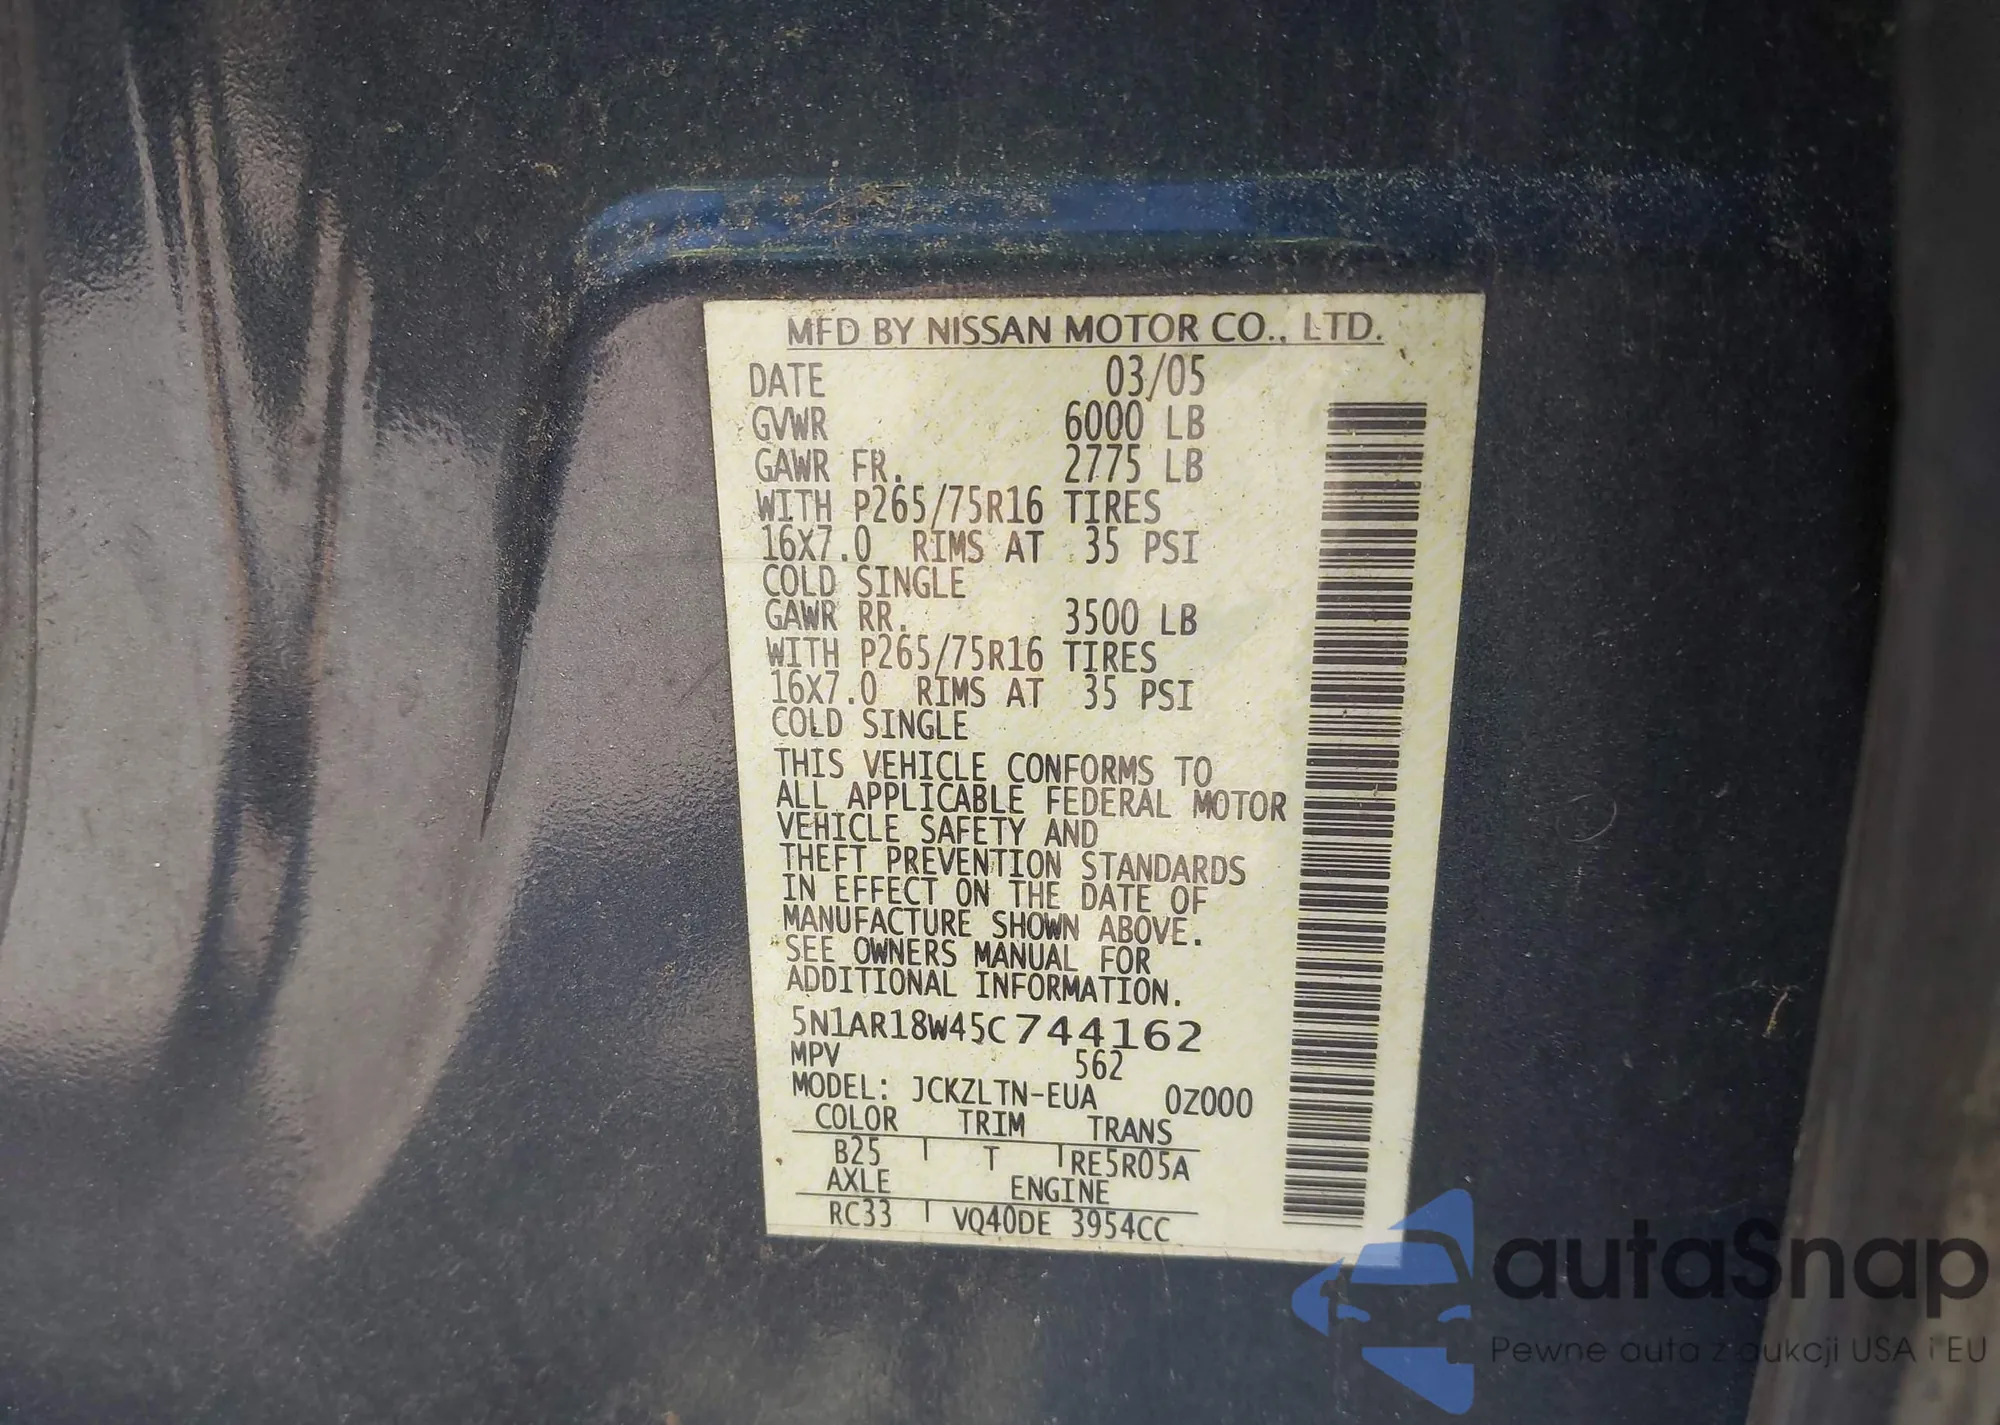 MFD BY NISSAN MOTOR CO., LTD.
DATE 03/05
GVWR 6000 LB
GAWR FR. 2775 LB
WITH P265/75R16 TIRES
16X7.0 RIMS AT 35 PSI
COLD SINGLE
GAWR RR. 3500 LB
WITH P265/75R16 TIRES
16X7.0 RIMS AT 35 PSI
COLD SINGLE
THIS VEHICLE CONFORMS TO
ALL APPLICABLE FEDERAL MOTOR
VEHICLE SAFETY AND
THEFT PREVENTION STANDARDS
IN EFFECT ON THE DATE OF
MANUFACTURE SHOWN ABOVE.
SEE OWNERS MANUAL FOR
ADDITIONAL INFORMATION.
5N1AR18W45C744162
MPV 562
MODEL: JCKZLTN-EUA 0Z000
COLOR TRIM TRANS
B25 T RE5R05A
AXLE ENGINE
RC33 VQ40DE 3954CC
autaSnap
Pewne auta z aukcji USA i EU